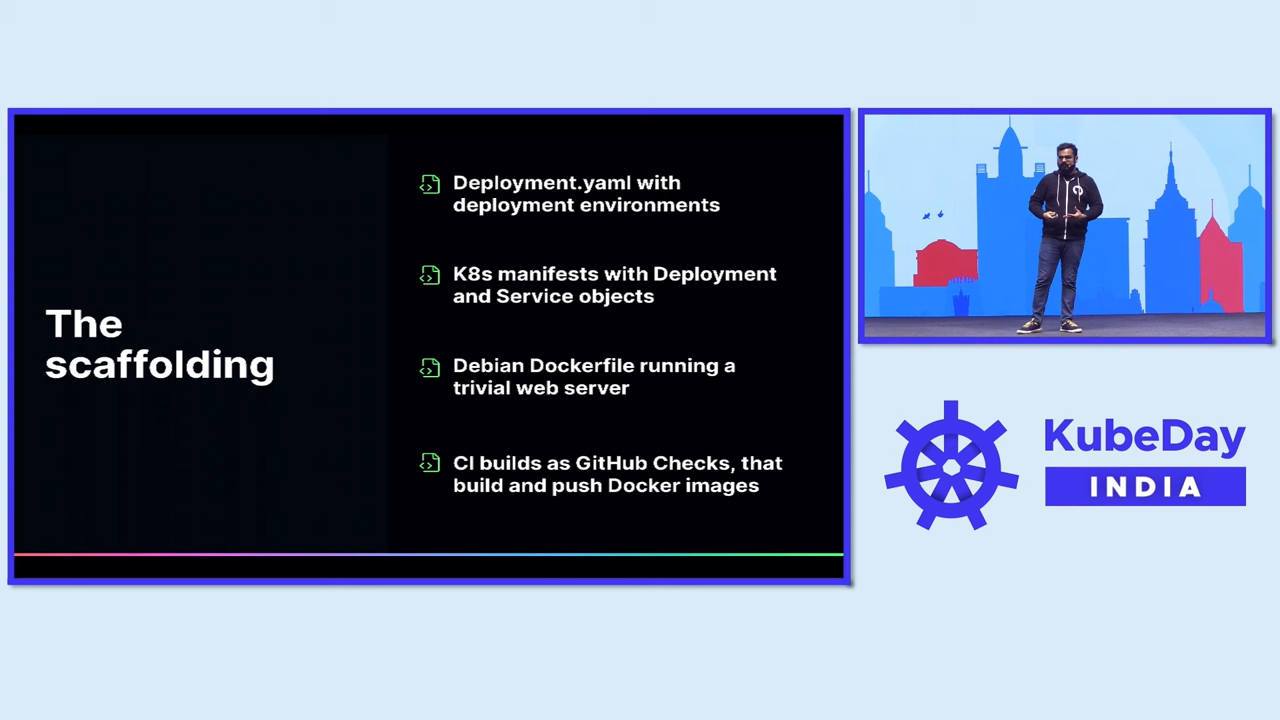 The
scaffolding
Deployment.yaml with
deployment environments
K8s manifests with Deployment
and Service objects
Debian Dockerfile running a
trivial web server
CI builds as GitHub Checks, that
build and push Docker images
KubeDay
INDIA